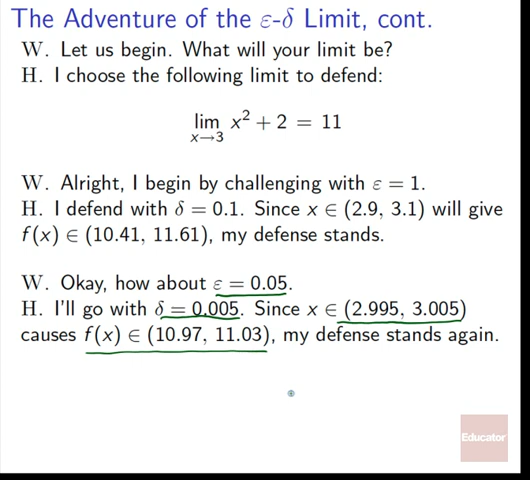 The Adventure of the ε-δ Limit, cont.
W. Let us begin. What will your limit be?
H. I choose the following limit to defend:
lim x² + 2 = 11
x→3
W. Alright, I begin by challenging with ε = 1.
H. I defend with δ = 0.1. Since x ∈ (2.9, 3.1) will give
f(x) ∈ (10.41, 11.61), my defense stands.
W. Okay, how about ε = 0.05.
H. I'll go with δ = 0.005. Since x ∈ (2.995, 3.005)
causes f(x) ∈ (10.97, 11.03), my defense stands again.
Educator